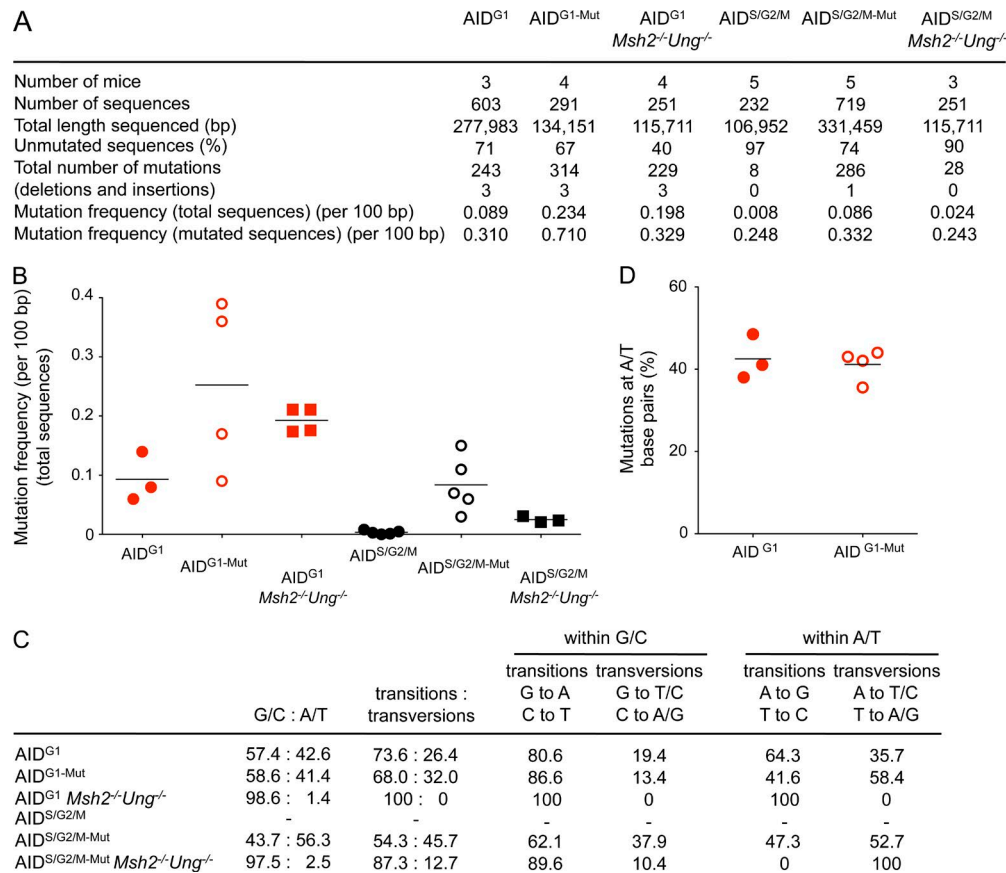 A
AID^G1 AID^G1-Mut AID^G1 AID^S/G2/M AID^S/G2/M-Mut AID^S/G2/M
Msh2-/-Ung-/- Msh2-/-Ung-/-
Number of mice 3 4 4 5 5 3
Number of sequences 603 291 251 232 719 251
Total length sequenced (bp) 277,983 134,151 115,711 106,952 331,459 115,711
Unmutated sequences (%) 71 67 40 97 74 90
Total number of mutations 243 314 229 8 286 28
(deletions and insertions) 3 3 3 0 1 0
Mutation frequency (total sequences) (per 100 bp) 0.089 0.234 0.198 0.008 0.086 0.024
Mutation frequency (mutated sequences) (per 100 bp) 0.310 0.710 0.329 0.248 0.332 0.243
B
Mutation frequency (per 100 bp)
(total sequences)
0.4
0.3
0.2
0.1
0
AID^G1 AID^G1-Mut AID^G1 AID^S/G2/M AID^S/G2/M-Mut AID^S/G2/M
Msh2-/-Ung-/- Msh2-/-Ung-/-
D
Mutations at A/T
base pairs (%)
60
40
20
0
AID^G1 AID^G1-Mut
C
within G/C within A/T
transitions transversions transitions transversions
transitions : G to A G to T/C A to G A to T/C
G/C : A/T transversions C to T C to A/G T to C T to A/G
AID^G1 57.4 : 42.6 73.6 : 26.4 80.6 19.4 64.3 35.7
AID^G1-Mut 58.6 : 41.4 68.0 : 32.0 86.6 13.4 41.6 58.4
AID^G1 Msh2-/-Ung-/- 98.6 : 1.4 100 : 0 100 0 100 0
AID^S/G2/M - - - - - -
AID^S/G2/M-Mut 43.7 : 56.3 54.3 : 45.7 62.1 37.9 47.3 52.7
AID^S/G2/M-Mut Msh2-/-Ung-/- 97.5 : 2.5 87.3 : 12.7 89.6 10.4 0 100